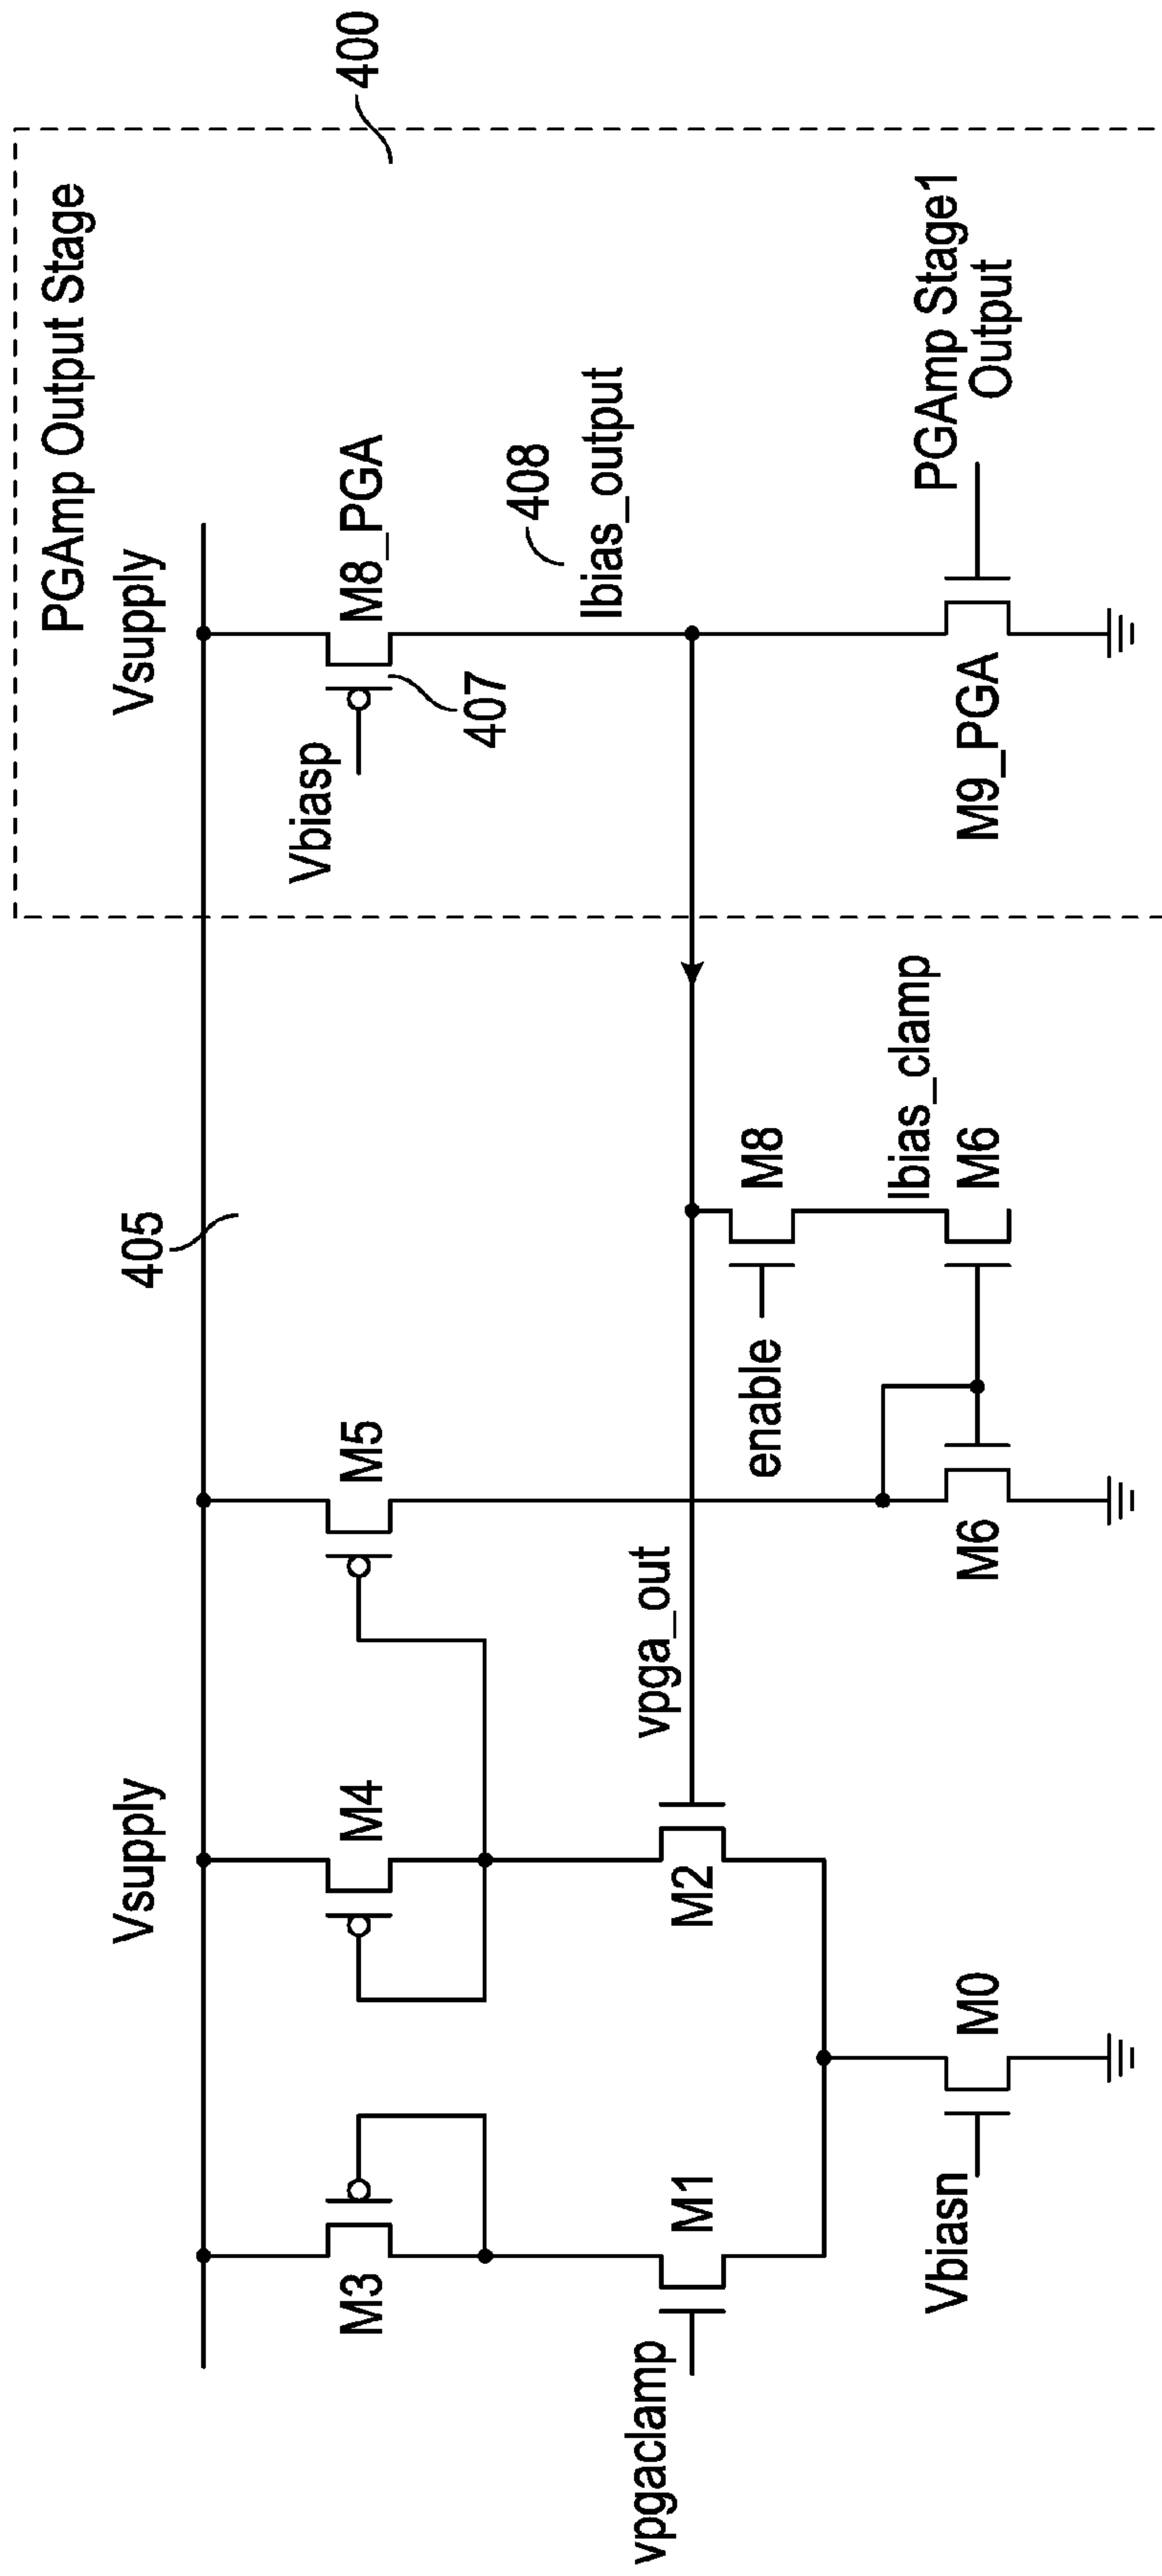 PGAmp Output Stage
400
Vsupply
Vsupply
405
M3
M4
M5
Vbiasp
M8_PGA
407
408
Ibias_output
vpgaclamp
M1
M2
vpga_out
enable
M8
Ibias_clamp
Vbiasn
M0
M6
M6
M9_PGA
PGAmp Stage1
Output